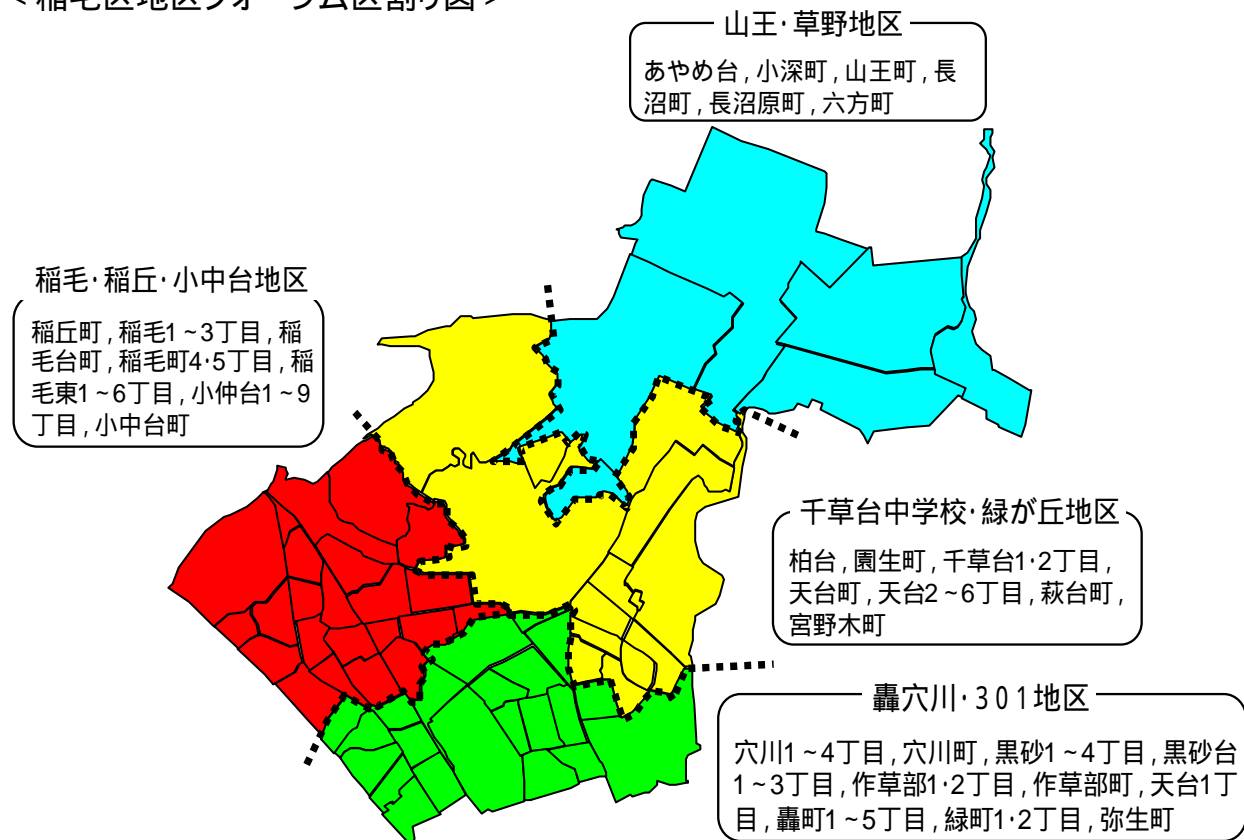 <稲毛区地区フォーラム区割り図>
山王・草野地区
あやめ台,小深町,山王町,長
沼町,長沼原町,六方町
稲毛・稲丘・小中台地区
稲丘町,稲毛1~3丁目,稲
毛台町,稲毛町4・5丁目,稲
毛東1~6丁目,小仲台1~9
丁目,小中台町
千草台中学校・緑が丘地区
柏台,園生町,千草台1・2丁目,
天台町,天台2~6丁目,萩台町,
宮野木町
轟穴川・301地区
穴川1~4丁目,穴川町,黒砂1~4丁目,黒砂台
1~3丁目,作草部1・2丁目,作草部町,天台1丁
目,轟町1~5丁目,緑町1・2丁目,弥生町